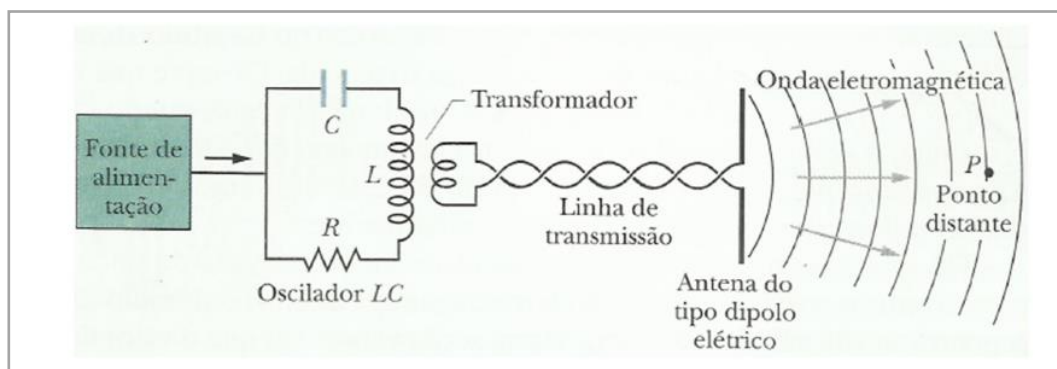 Fonte de
alimen-
tação
C
L
R
Oscilador LC
Transformador
Linha de
transmissão
Antena do
tipo dipolo
elétrico
Onda eletromagnética
P
Ponto
distante